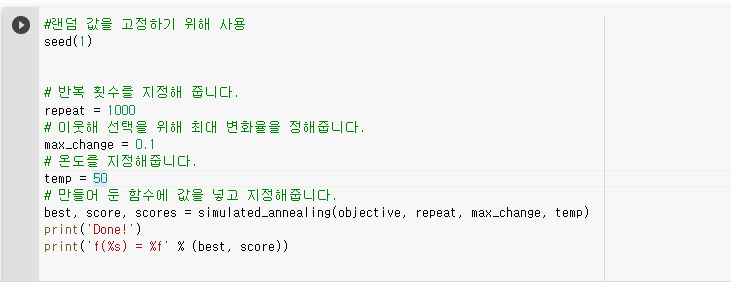 #랜덤 값을 고정하기 위해 사용
seed(1)
# 반복 횟수를 지정해 줍니다.
repeat = 1000
# 이웃해 선택을 위해 최대 변화율을 정해줍니다.
max_change = 0.1
# 온도를 지정해줍니다.
temp = 50
# 만들어 둔 함수에 값을 넣고 지정해줍니다.
best, score, scores = simulated_annealing(objective, repeat, max_change, temp)
print('Done!')
print('f(%s) = %f' % (best, score))